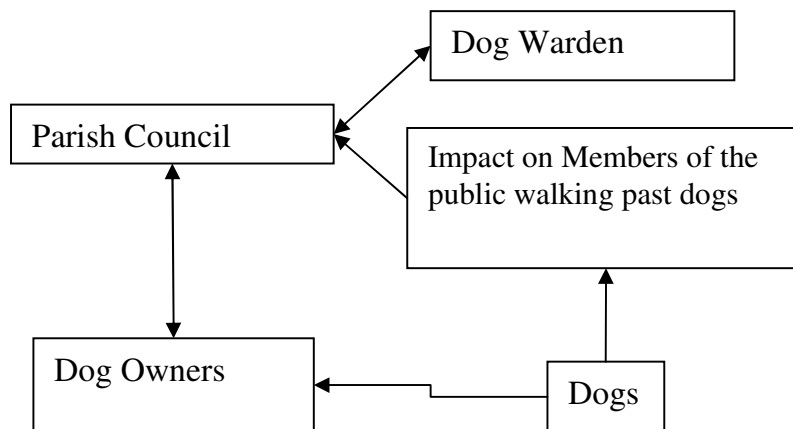 Dog Warden
Parish Council
Impact on Members of the
public walking past dogs
Dog Owners
Dogs